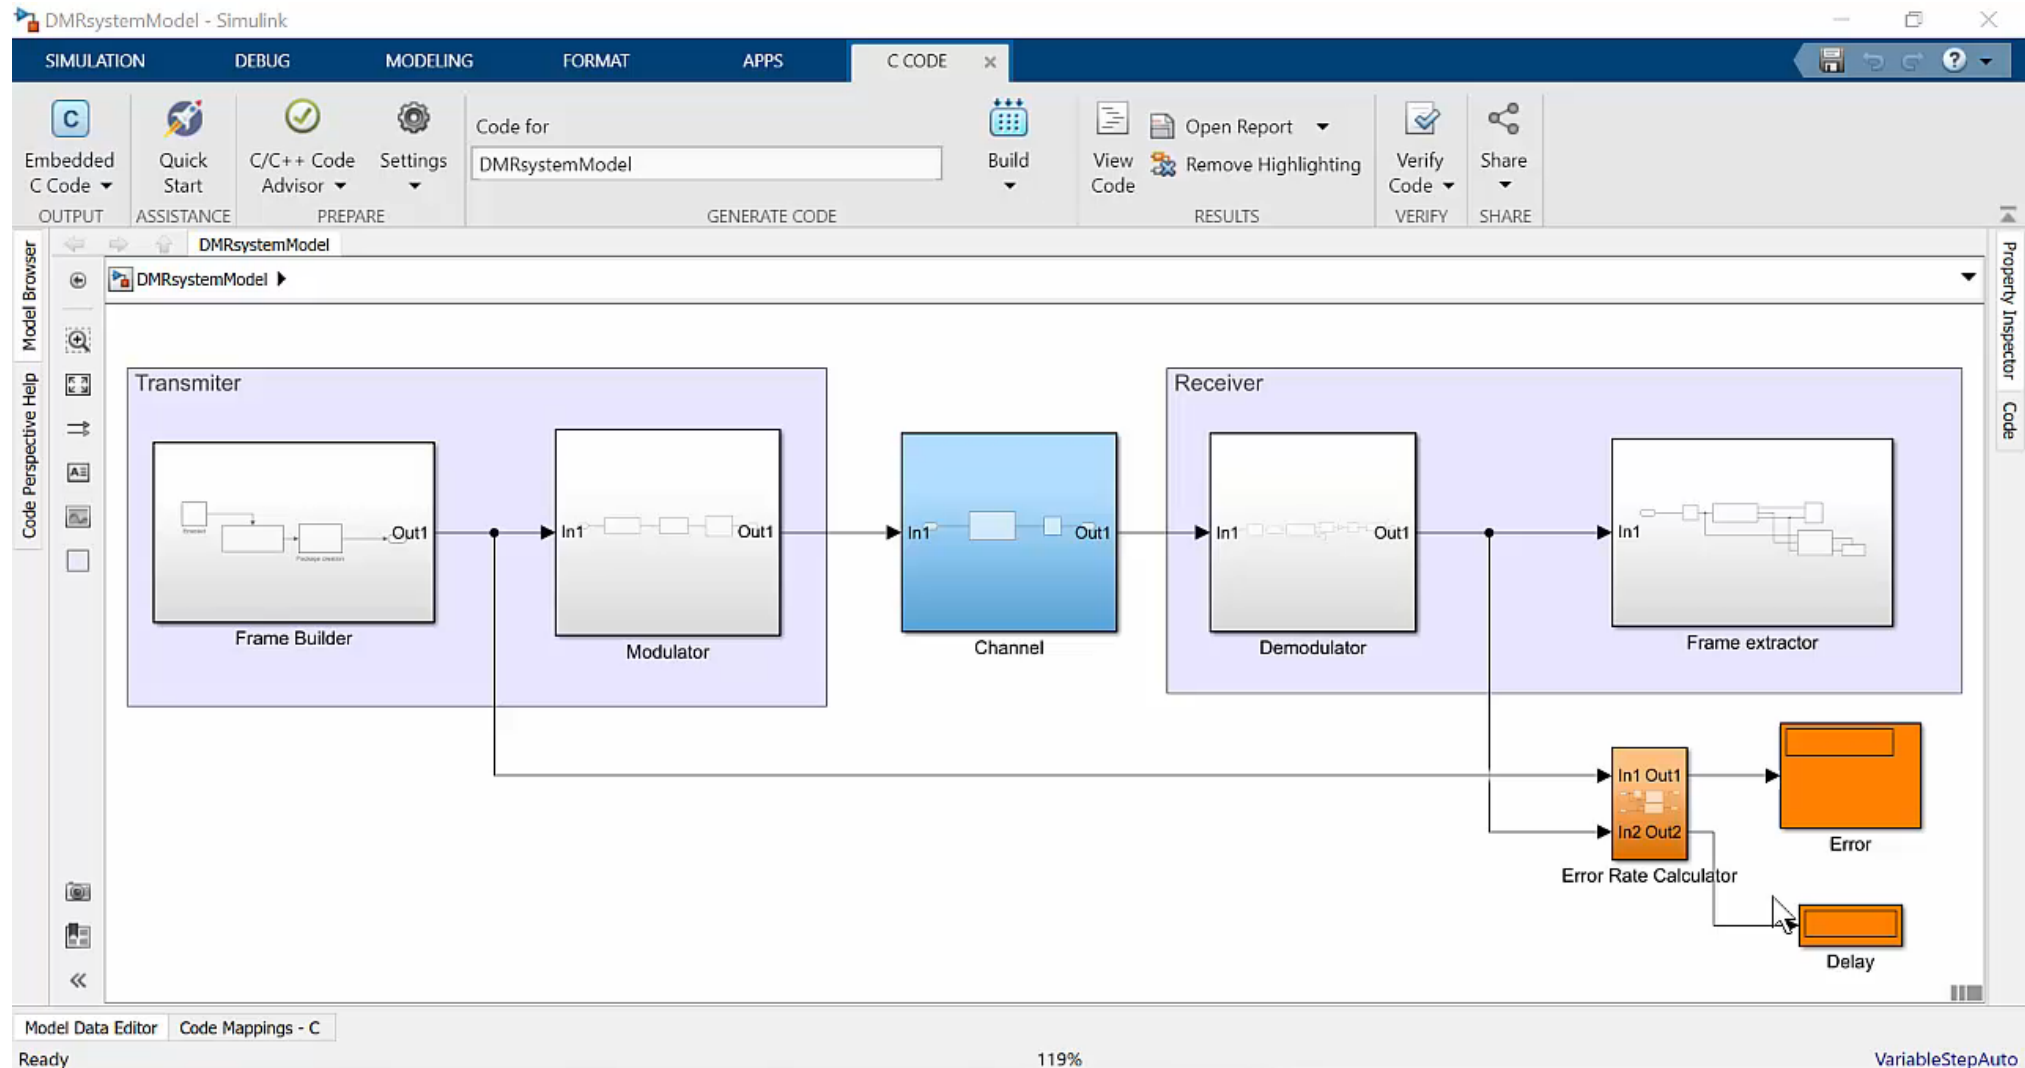 DMRsystemModel - Simulink
SIMULATION DEBUG MODELING FORMAT APPS C CODE
C
Embedded
C Code
OUTPUT
Quick
Start
ASSISTANCE
C/C++ Code
Advisor
Settings
PREPARE
Code for
DMRsystemModel
Build
GENERATE CODE
View
Code
Open Report
Remove Highlighting
RESULTS
Verify
Code
VERIFY
Share
SHARE
Model Browser
Code Perspective Help
DMRsystemModel
DMRsystemModel
Property Inspector
Code
Transmiter
Out1
Frame Builder
In1 Out1
Modulator
In1 Out1
Channel
Receiver
In1 Out1
Demodulator
In1
Frame extractor
In1 Out1
In2 Out2
Error Rate Calculator
Error
Delay
Model Data Editor Code Mappings - C
Ready 119% VariableStepAuto